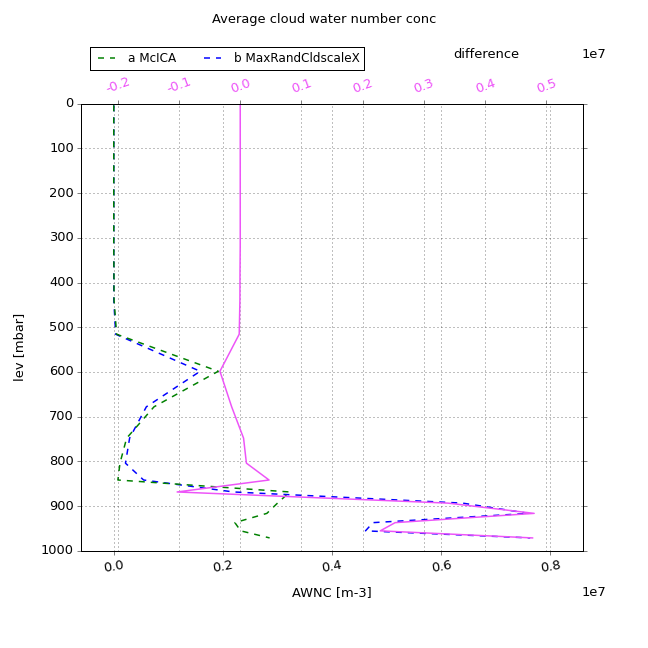 Average cloud water number conc
a McICA b MaxRandCldscaleX difference 1e7
-0.2 -0.1 0.0 0.1 0.2 0.3 0.4 0.5
0
100
200
300
400
500
600
700
800
900
1000
lev [mbar]
0.0 0.2 0.4 0.6 0.8
AWNC [m-3] 1e7